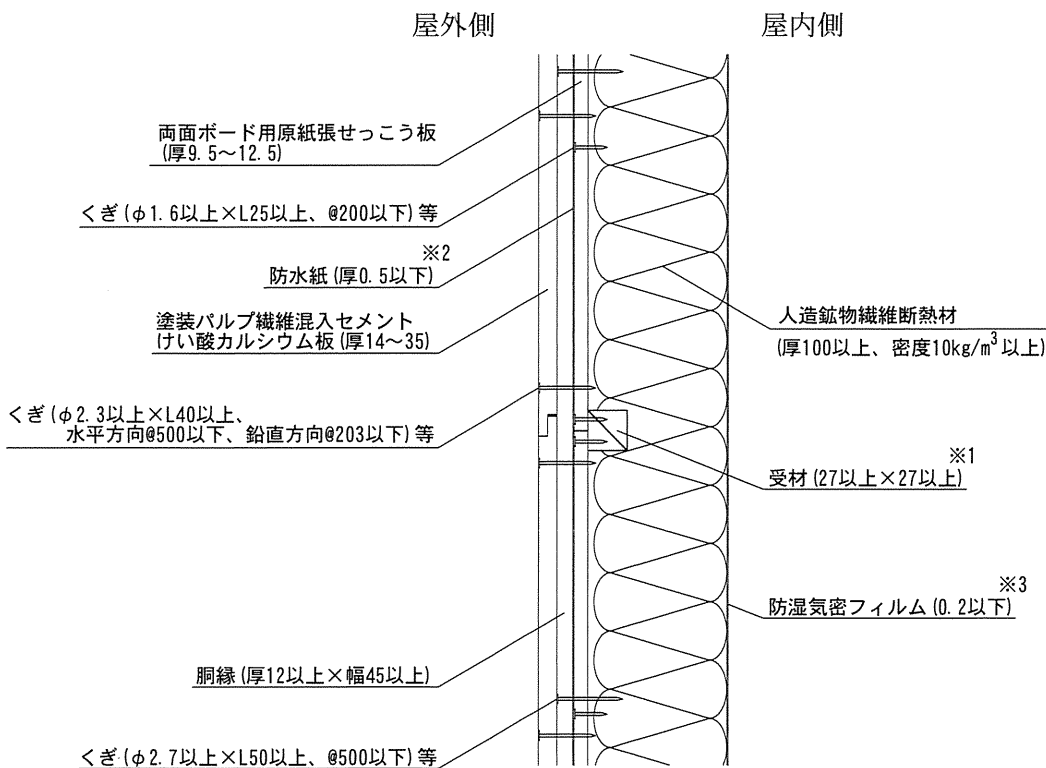 屋外側
屋内側
両面ボード用原紙張せっこう板
(厚9.5～12.5)
くぎ(φ1.6以上×L25以上、@200以下)等
※2
防水紙(厚0.5以下)
塗装パルプ繊維混入セメント
けい酸カルシウム板(厚14～35)
人造鉱物繊維断熱材
(厚100以上、密度10kg/m³以上)
くぎ(φ2.3以上×L40以上、
水平方向@500以下、鉛直方向@203以下)等
※1
受材(27以上×27以上)
※3
防湿気密フィルム(0.2以下)
胴縁(厚12以上×幅45以上)
くぎ(φ2.7以上×L50以上、@500以下)等